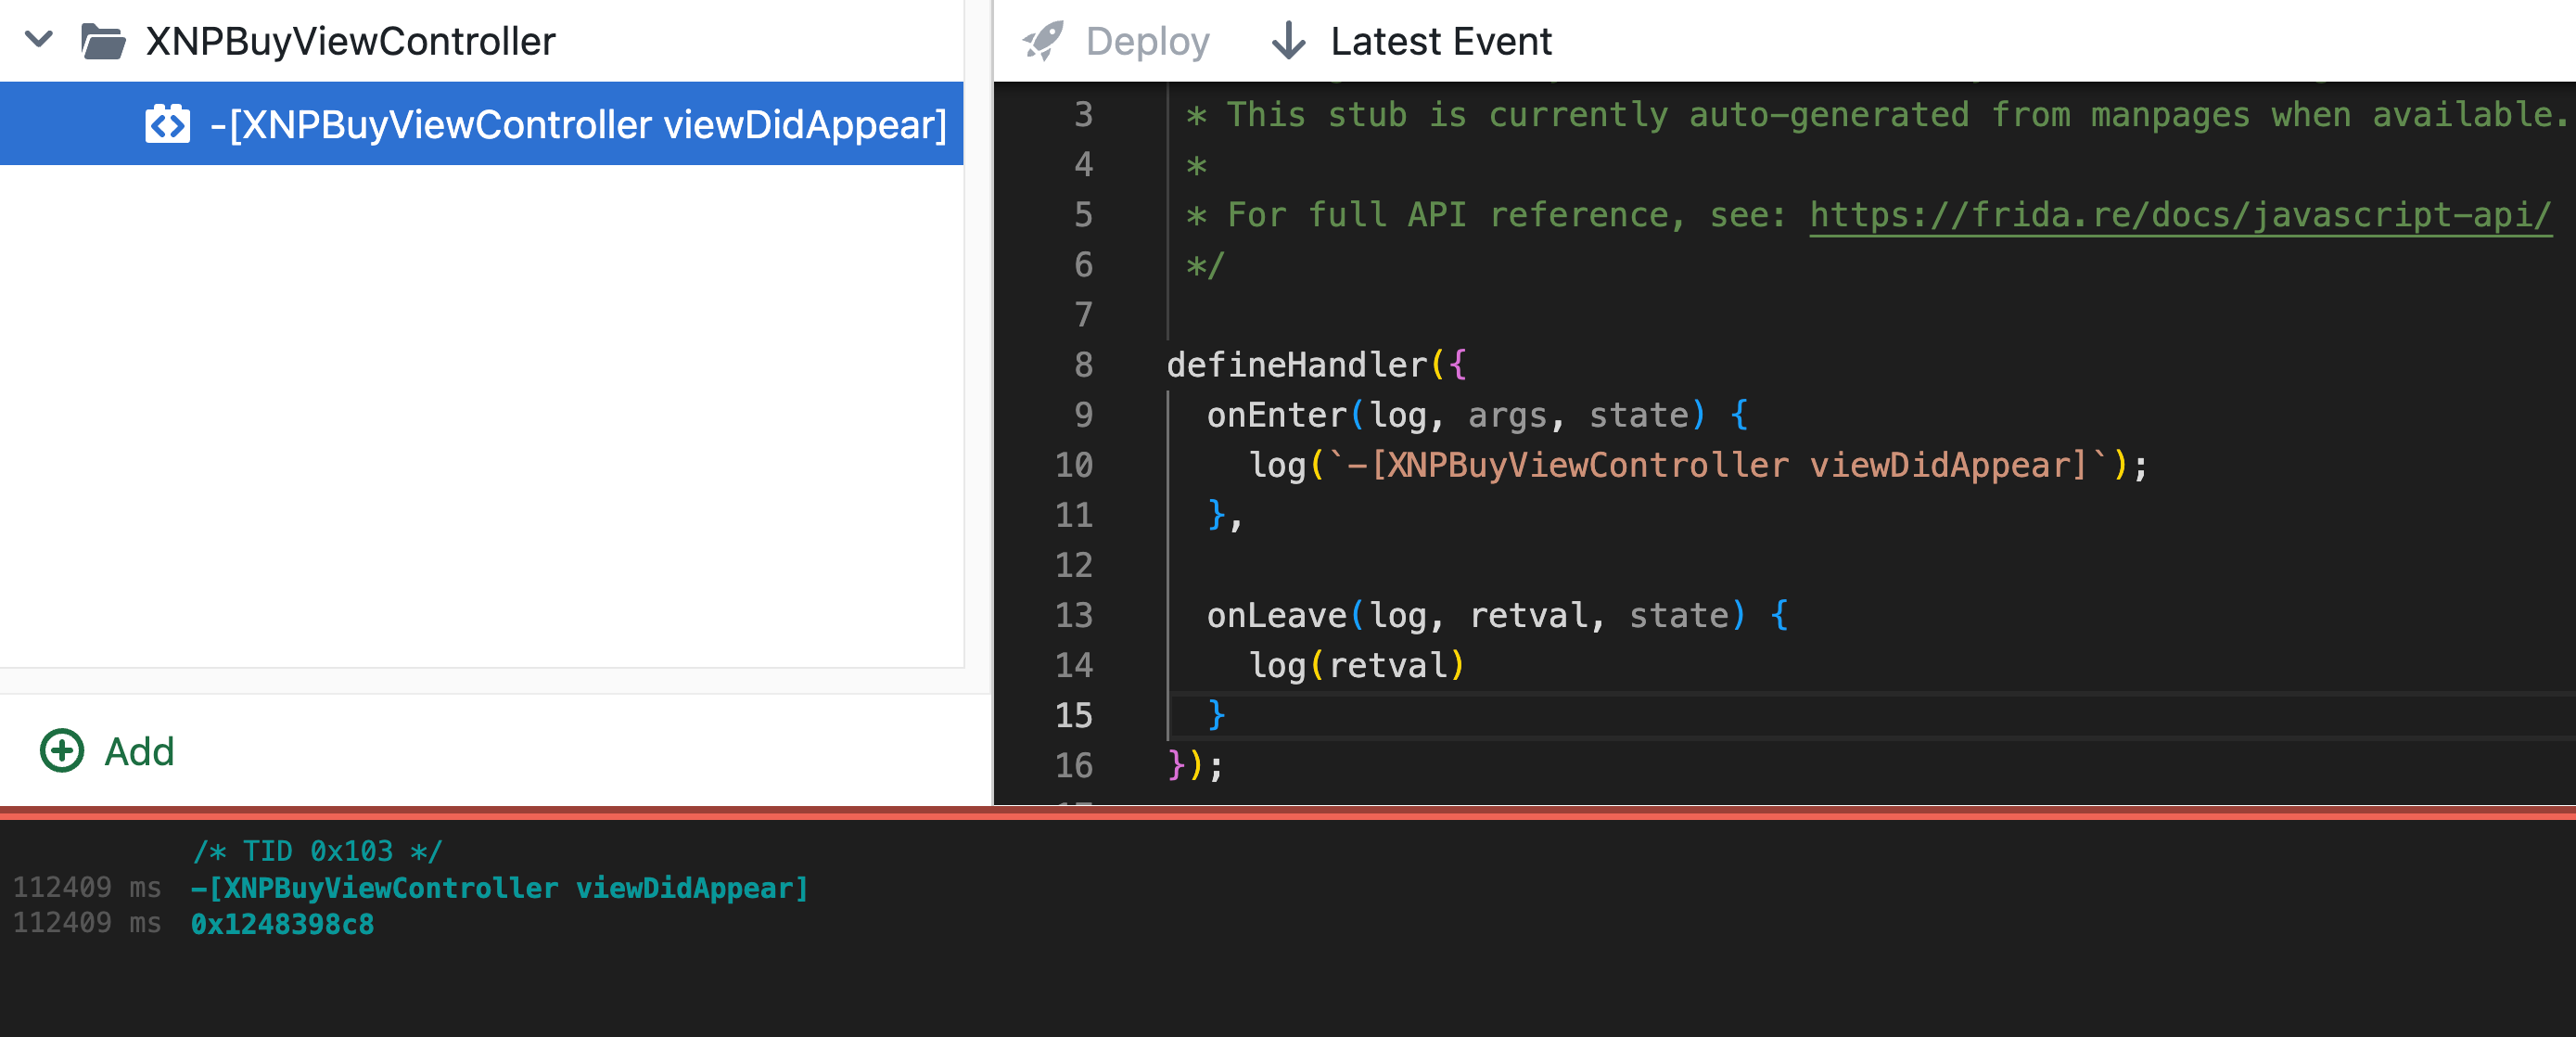 XNPBuyViewController
-[XNPBuyViewController viewDidAppear]
Add
Deploy
Latest Event
3 * This stub is currently auto-generated from manpages when available.
4 *
5 * For full API reference, see: https://frida.re/docs/javascript-api/
6 */
7
8 defineHandler({
9 onEnter(log, args, state) {
10 log(`-[XNPBuyViewController viewDidAppear]`);
11 },
12
13 onLeave(log, retval, state) {
14 log(retval)
15 }
16 });
/* TID 0x103 */
112409 ms -[XNPBuyViewController viewDidAppear]
112409 ms 0x1248398c8